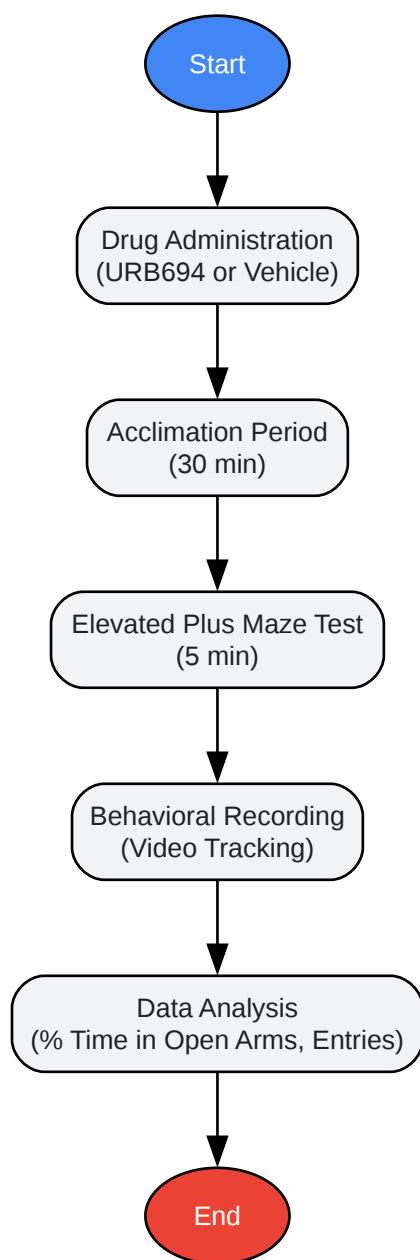 Start
Drug Administration
(URB694 or Vehicle)
Acclimation Period
(30 min)
Elevated Plus Maze Test
(5 min)
Behavioral Recording
(Video Tracking)
Data Analysis
(% Time in Open Arms, Entries)
End